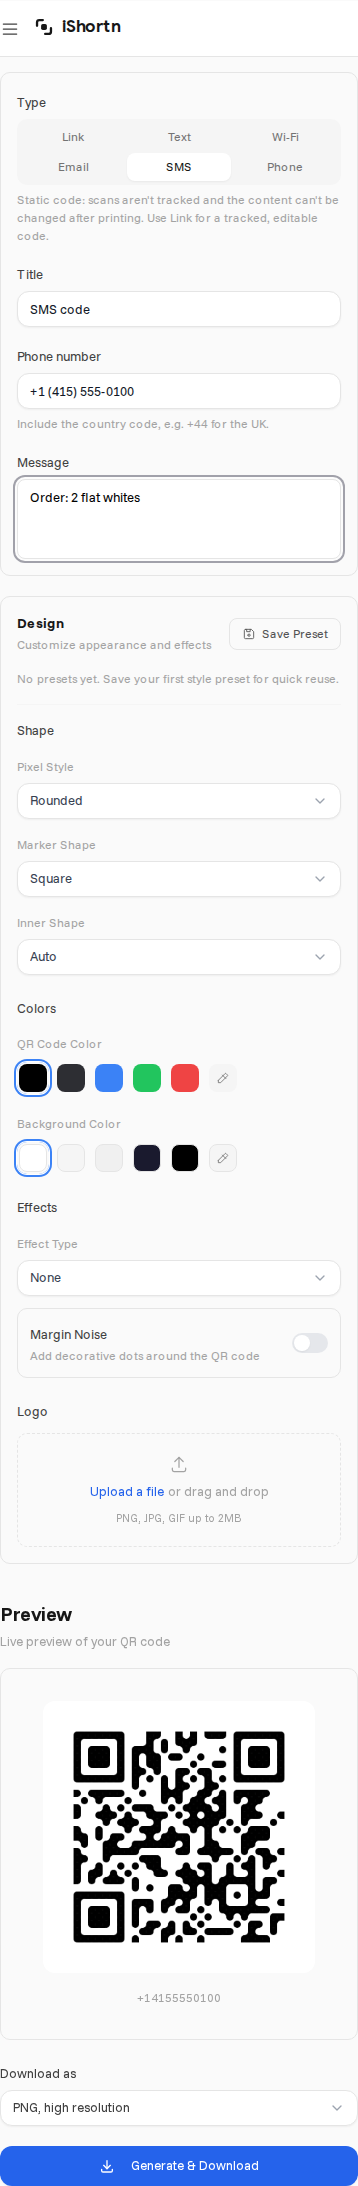 iShortn
Type
Link Text Wi-Fi
Email SMS Phone
Static code: scans aren't tracked and the content can't be
changed after printing. Use Link for a tracked, editable
code.
Title
SMS code
Phone number
+1 (415) 555-0100
Include the country code, e.g. +44 for the UK.
Message
Order: 2 flat whites
Design
Customize appearance and effects
Save Preset
No presets yet. Save your first style preset for quick reuse.
Shape
Pixel Style
Rounded
Marker Shape
Square
Inner Shape
Auto
Colors
QR Code Color
Background Color
Effects
Effect Type
None
Margin Noise
Add decorative dots around the QR code
Logo
Upload a file or drag and drop
PNG, JPG, GIF up to 2MB
Preview
Live preview of your QR code
+14155550100
Download as
PNG, high resolution
Generate & Download